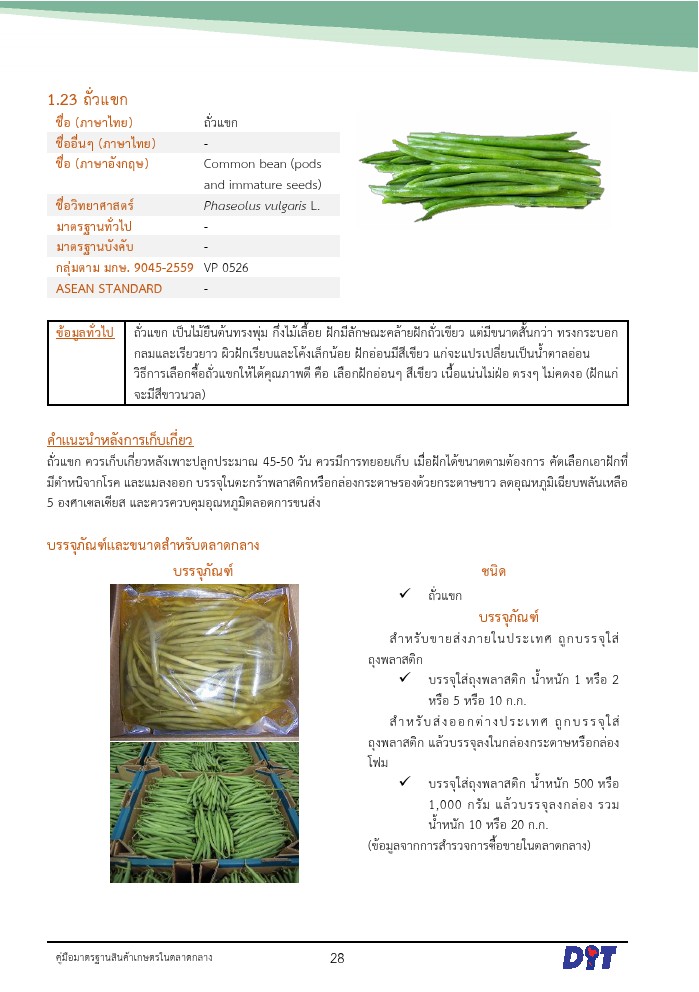 1.23 ถั่วแขก
ชื่อ (ภาษาไทย) ถั่วแขก
ชื่ออื่นๆ (ภาษาไทย) -
ชื่อ (ภาษาอังกฤษ) Common bean (pods
and immature seeds)
ชื่อวิทยาศาสตร์ Phaseolus vulgaris L.
มาตรฐานทั่วไป -
มาตรฐานบังคับ -
กลุ่มตาม มกษ. 9045-2559 VP 0526
ASEAN STANDARD -
ข้อมูลทั่วไป ถั่วแขก เป็นไม้ยืนต้นทรงพุ่ม กึ่งไม้เลื้อย ฝักมีลักษณะคล้ายฝักถั่วเขียว แต่มีขนาดสั้นกว่า ทรงกระบอก
กลมและเรียวยาว ผิวฝักเรียบและโค้งเล็กน้อย ฝักอ่อนมีสีเขียว แก่จะแปรเปลี่ยนเป็นน้ำตาลอ่อน
วิธีการเลือกซื้อถั่วแขกให้ได้คุณภาพดี คือ เลือกฝักอ่อนๆ สีเขียว เนื้อแน่นไม่ฝ่อ ตรงๆ ไม่คดงอ (ฝักแก่
จะมีสีขาวนวล)
คำแนะนำหลังการเก็บเกี่ยว
ถั่วแขก ควรเก็บเกี่ยวหลังเพาะปลูกประมาณ 45-50 วัน ควรมีการทยอยเก็บ เมื่อฝักได้ขนาดตามต้องการ คัดเลือกเอาฝักที่
มีตำหนิจากโรค และแมลงออก บรรจุในตะกร้าพลาสติกหรือกล่องกระดาษรองด้วยกระดาษขาว ลดอุณหภูมิเฉียบพลันเหลือ
5 องศาเซลเซียส และควรควบคุมอุณหภูมิตลอดการขนส่ง
บรรจุภัณฑ์และขนาดสำหรับตลาดกลาง
บรรจุภัณฑ์
ชนิด
✓ ถั่วแขก
บรรจุภัณฑ์
สำหรับขายส่งภายในประเทศ ถูกบรรจุใส่
ถุงพลาสติก
✓ บรรจุใส่ถุงพลาสติก น้ำหนัก 1 หรือ 2
หรือ 5 หรือ 10 ก.ก.
สำหรับส่งออกต่างประเทศ ถูกบรรจุใส่
ถุงพลาสติก แล้วบรรจุลงในกล่องกระดาษหรือกล่อง
โฟม
✓ บรรจุใส่ถุงพลาสติก น้ำหนัก 500 หรือ
1,000 กรัม แล้วบรรจุลงกล่อง รวม
น้ำหนัก 10 หรือ 20 ก.ก.
(ข้อมูลจากการสำรวจการซื้อขายในตลาดกลาง)
คู่มือมาตรฐานสินค้าเกษตรในตลาดกลาง
28
DIT